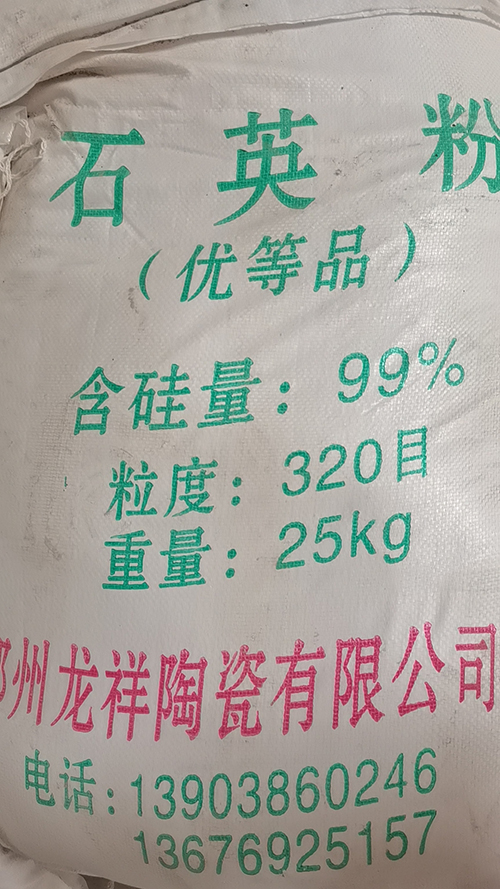 石英粉
（优等品）
含硅量：99%
粒度：320目
重量：25kg
郑州龙祥陶瓷有限公司
电话：13903860246
13676925157